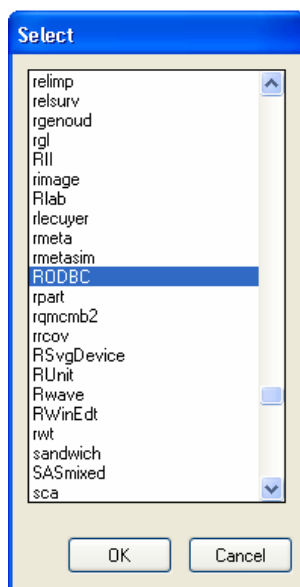 Select
relimp
relsurv
rgenoud
rgl
RII
rimage
Rlab
rlecuyer
rmeta
rmetasim
RODBC
rpart
rqmcmb2
rrcov
RSvgDevice
RUnit
Rwave
RWinEdt
rwt
sandwich
SASmixed
sca
OK Cancel